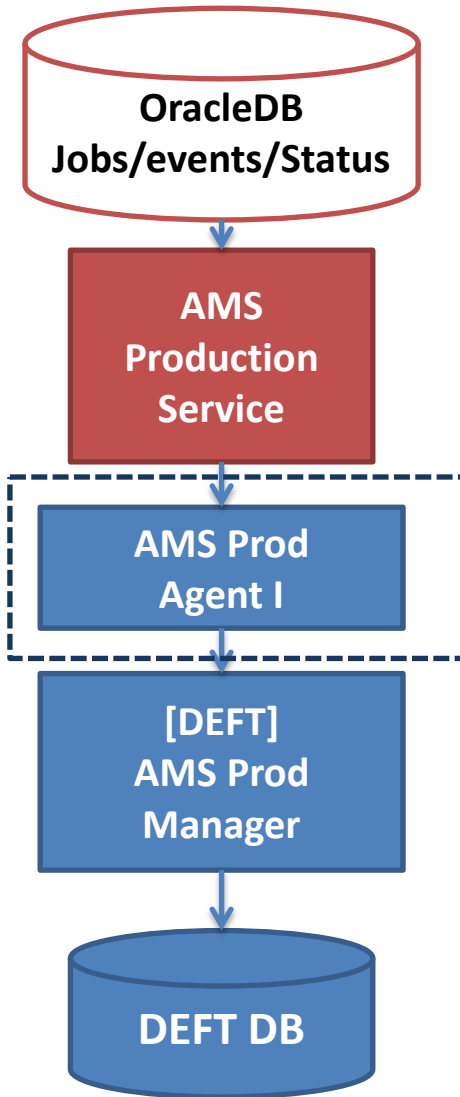 OracleDB
Jobs/events/Status
AMS
Production
Service
AMS Prod
Agent I
[DEFT]
AMS Prod
Manager
DEFT DB